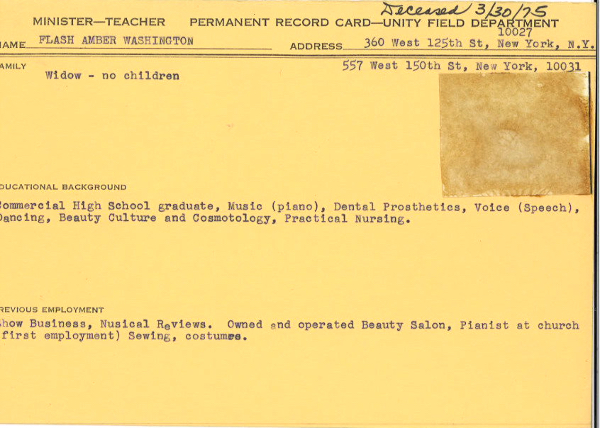 Deceased 3/30/75
MINISTER—TEACHER PERMANENT RECORD CARD—UNITY FIELD DEPARTMENT
10027
NAME FLASH AMBER WASHINGTON ADDRESS 360 West 125th St, New York, N.Y.
FAMILY 557 West 150th St, New York, 10031
Widow - no children
EDUCATIONAL BACKGROUND
Commercial High School graduate, Music (piano), Dental Prosthetics, Voice (Speech),
Dancing, Beauty Culture and Cosmotology, Practical Nursing.
PREVIOUS EMPLOYMENT
Show Business, Nusical Reviews. Owned and operated Beauty Salon, Pianist at church
(first employment) Sewing, costumes.